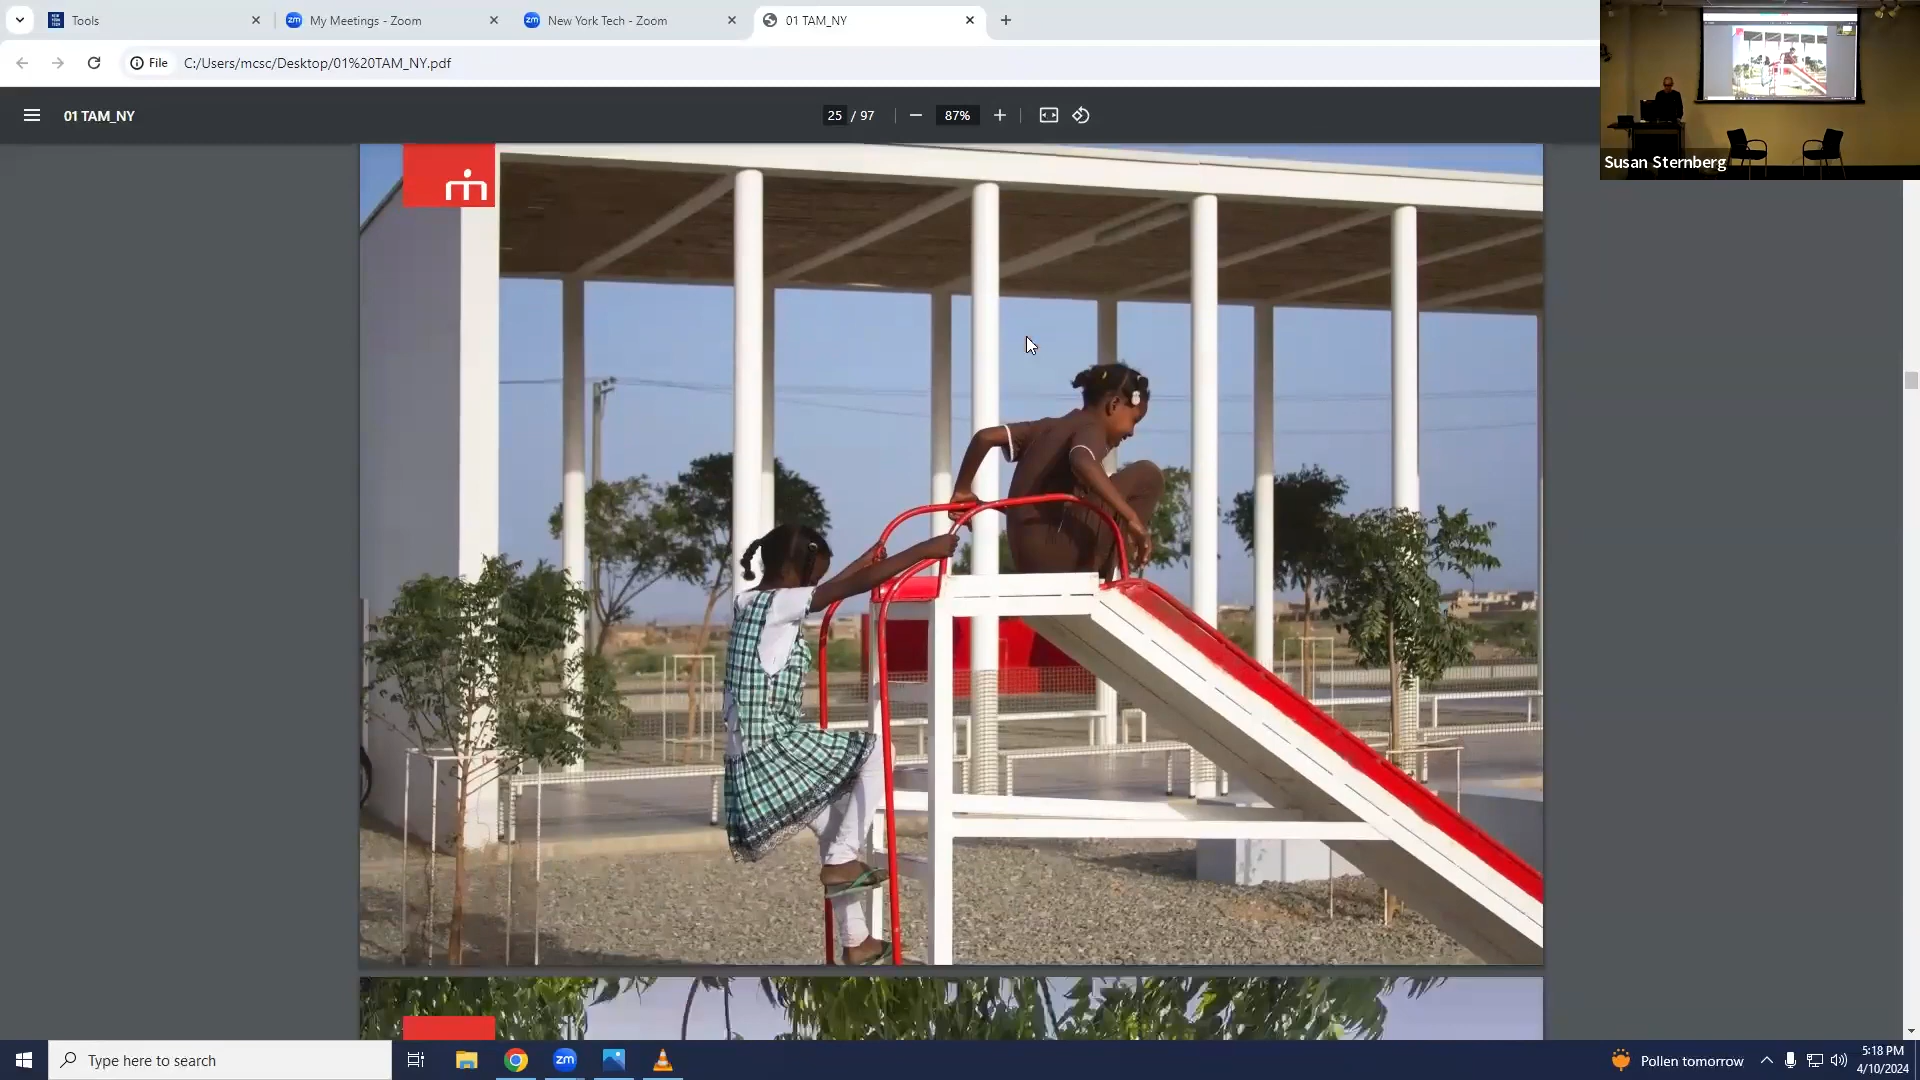 Tools
My Meetings - Zoom
New York Tech - Zoom
01 TAM_NY
File
C:/Users/mcsc/Desktop/01%20TAM_NY.pdf
01 TAM_NY
25 / 97
87%
Susan Sternberg
Type here to search
Pollen tomorrow
5:18 PM
4/10/2024